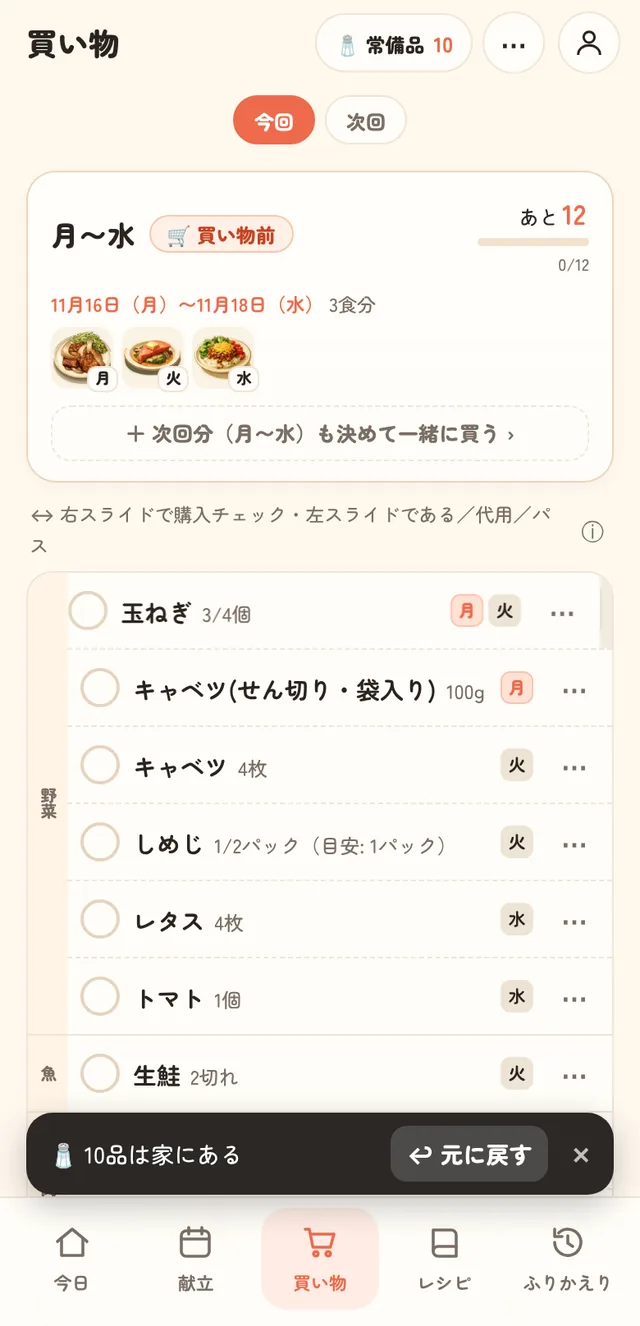 買い物
常備品 10
…
今回
次回
月〜水
🛒 買い物前
あと12
0/12
11月16日（月）〜11月18日（水） 3食分
月
火
水
＋ 次回分（月〜水）も決めて一緒に買う ›
↔ 右スライドで購入チェック・左スライドである／代用／パ
ス
ⓘ
野菜
玉ねぎ 3/4個 月 火 …
キャベツ(せん切り・袋入り) 100g 月 …
キャベツ 4枚 火 …
しめじ 1/2パック（目安: 1パック） 火 …
レタス 4枚 水 …
トマト 1個 水 …
魚
生鮭 2切れ 火 …
10品は家にある
↩ 元に戻す
×
今日
献立
買い物
レシピ
ふりかえり